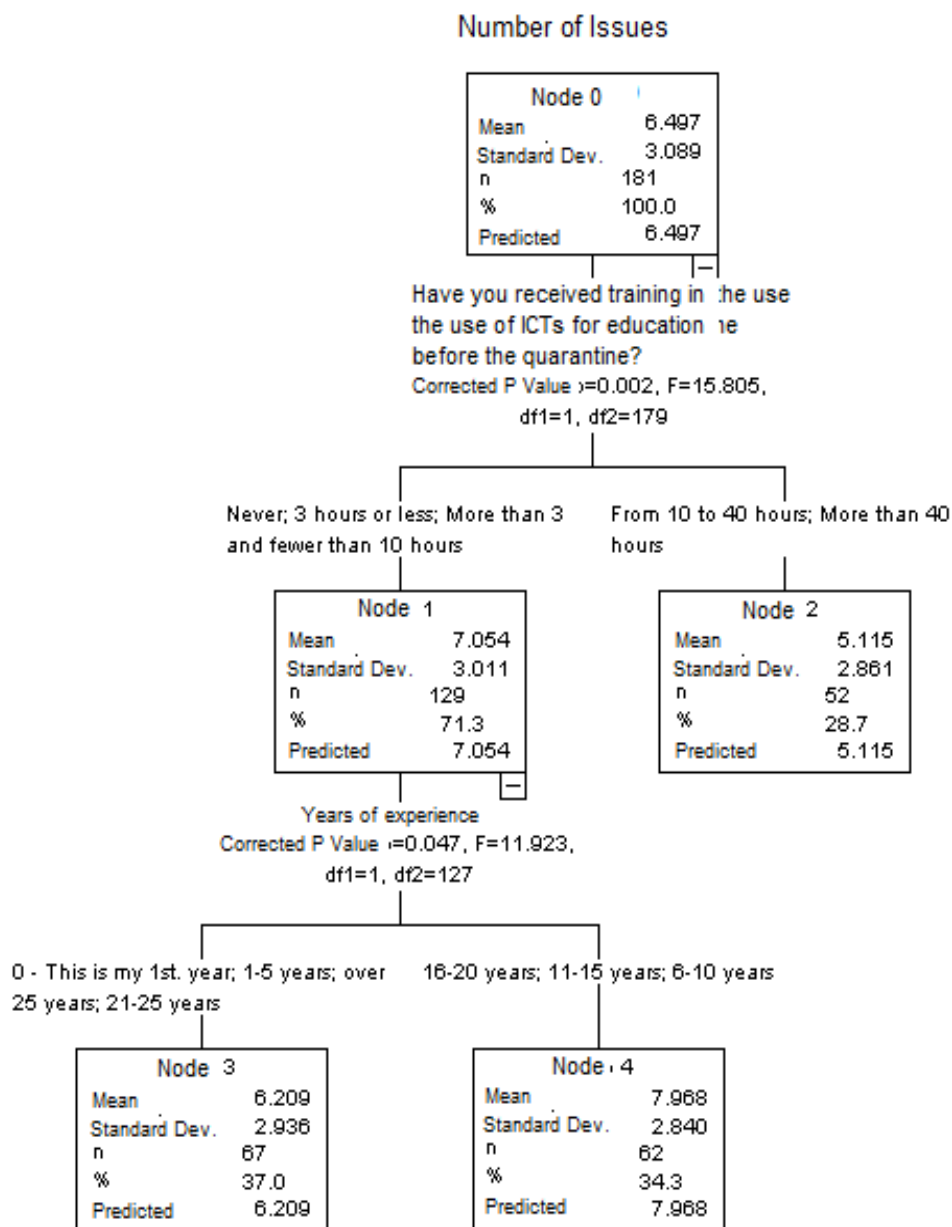 Number of Issues
Node 0
Mean 6.497
Standard Dev. 3.089
n 181
% 100.0
Predicted 6.497
Have you received training in the use
the use of ICTs for education ne
before the quarantine?
Corrected P Value =0.002, F=15.805,
df1=1, df2=179
Never; 3 hours or less; More than 3
and fewer than 10 hours
From 10 to 40 hours; More than 40
hours
Node 1
Mean 7.054
Standard Dev. 3.011
n 129
% 71.3
Predicted 7.054
Node 2
Mean 5.115
Standard Dev. 2.861
n 52
% 28.7
Predicted 5.115
Years of experience
Corrected P Value =0.047, F=11.923,
df1=1, df2=127
0 - This is my 1st. year; 1-5 years; over
25 years; 21-25 years
16-20 years; 11-15 years; 6-10 years
Node 3
Mean 6.209
Standard Dev. 2.936
n 67
% 37.0
Predicted 6.209
Node 4
Mean 7.968
Standard Dev. 2.840
n 62
% 34.3
Predicted 7.968